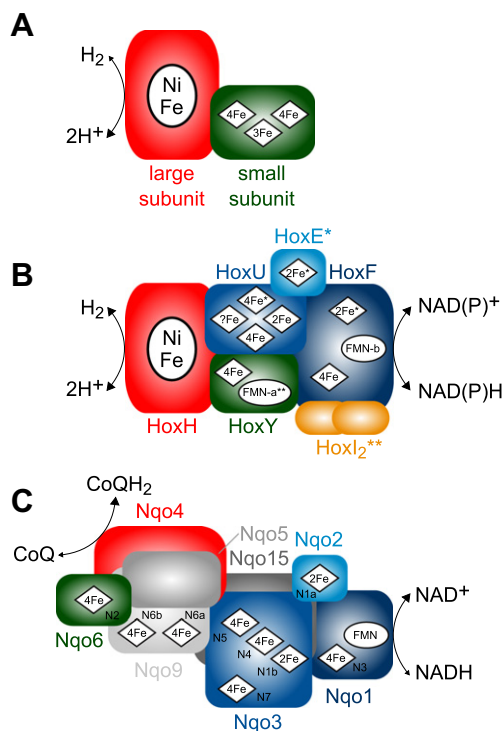 A
H2
2H+
Ni
Fe
4Fe
4Fe
3Fe
large
subunit
small
subunit
B
HoxE*
HoxU
HoxF
2Fe*
4Fe*
?Fe
2Fe
4Fe
2Fe*
FMN-b
4Fe
4Fe
FMN-a**
H2
2H+
Ni
Fe
NAD(P)+
NAD(P)H
HoxH
HoxY
HoxI2**
C
CoQH2
CoQ
Nqo4
Nqo5
Nqo15
Nqo2
2Fe
N1a
4Fe
N2
N6b
4Fe
N6a
4Fe
Nqo6
Nqo9
N5
4Fe
N4
4Fe
N1b
2Fe
4Fe
N7
FMN
4Fe
N3
NAD+
NADH
Nqo3
Nqo1